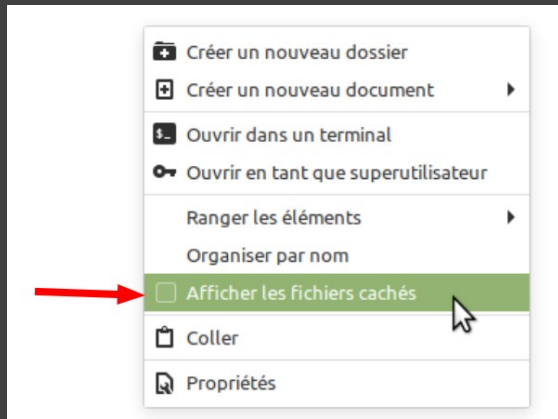 Créer un nouveau dossier
Créer un nouveau document
$_ Ouvrir dans un terminal
Ouvrir en tant que superutilisateur
Ranger les éléments
Organiser par nom
Afficher les fichiers cachés
Coller
Propriétés